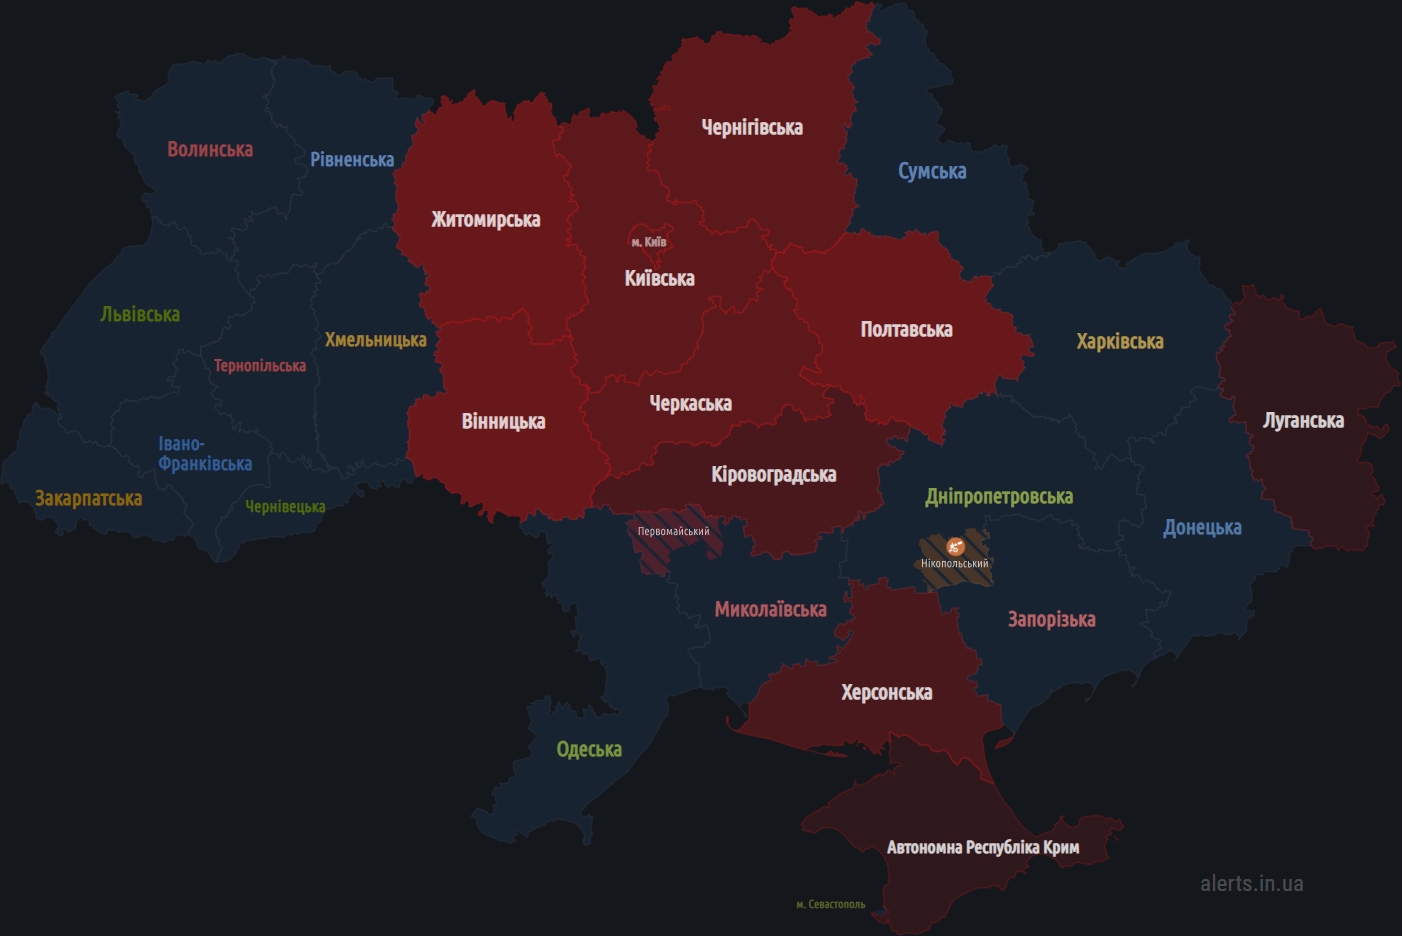 Чернігівська
Волинська
Рівненська
Сумська
Житомирська
м. Київ
Київська
Львівська
Полтавська
Хмельницька
Харківська
Тернопільська
Черкаська
Вінницька
Луганська
Івано-
Франківська
Кіровоградська
Закарпатська
Дніпропетровська
Чернівецька
Донецька
Первомайський
Нікопольський
Миколаївська
Запорізька
Херсонська
Одеська
Автономна Республіка Крим
alerts.in.ua
м. Севастополь